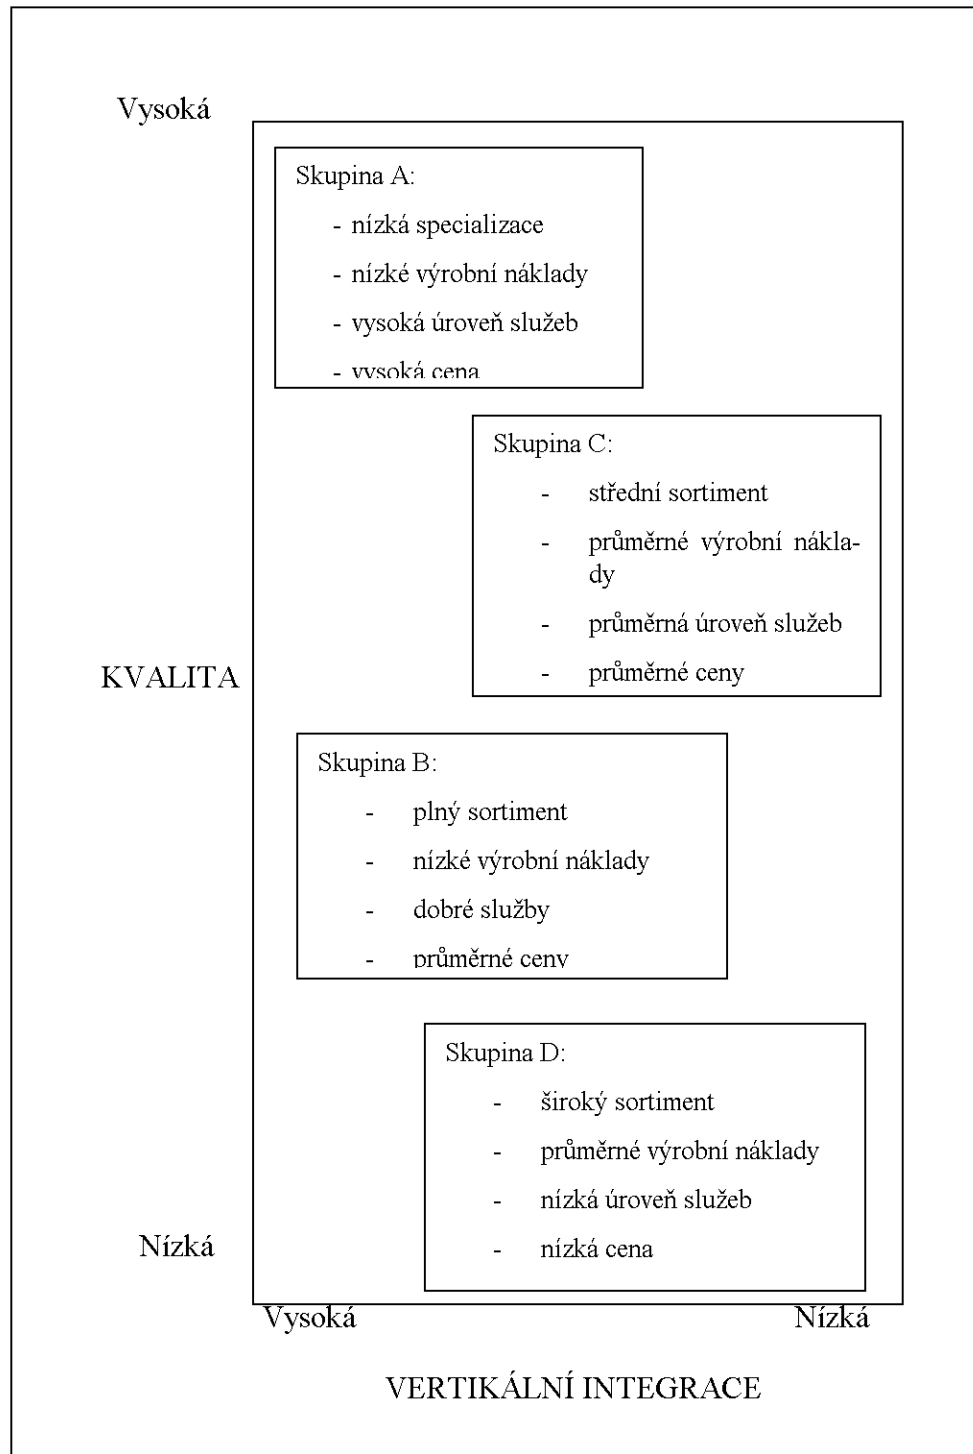 Vysoká
Skupina A:
- nízká specializace
- nízké výrobní náklady
- vysoká úroveň služeb
- vysoká cena
Skupina C:
- střední sortiment
- průměrné výrobní nákla-
dy
- průměrná úroveň služeb
- průměrné ceny
KVALITA
Skupina B:
- plný sortiment
- nízké výrobní náklady
- dobré služby
- průměrné ceny
Skupina D:
- široký sortiment
- průměrné výrobní náklady
- nízká úroveň služeb
- nízká cena
Nízká
Vysoká Nízká
VERTIKÁLNÍ INTEGRACE